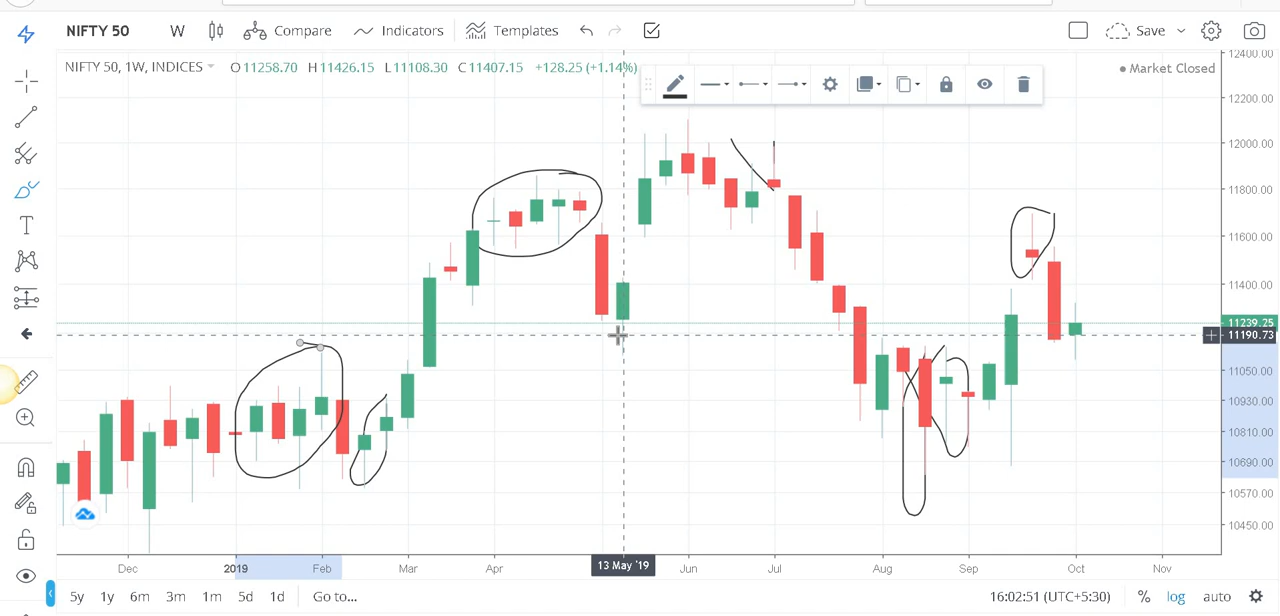 NIFTY 50 W Compare Indicators Templates Save
NIFTY 50, 1W, INDICES O11258.70 H11426.15 L11108.30 C11407.15 +128.25 (+1.14%)
Market Closed
12400.00
12200.00
12000.00
11800.00
11600.00
11400.00
11239.25
11190.73
11050.00
10930.00
10810.00
10690.00
10570.00
10450.00
Dec 2019 Feb Mar Apr 13 May '19 Jun Jul Aug Sep Oct Nov
5y 1y 6m 3m 1m 5d 1d Go to... 16:02:51 (UTC+5:30) % log auto